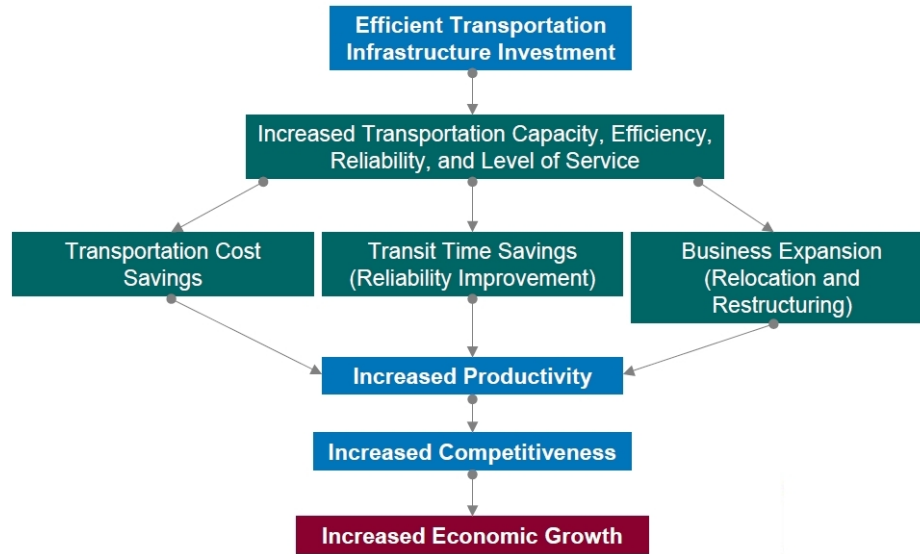 Efficient Transportation
Infrastructure Investment
Increased Transportation Capacity, Efficiency,
Reliability, and Level of Service
Transportation Cost
Savings
Transit Time Savings
(Reliability Improvement)
Business Expansion
(Relocation and
Restructuring)
Increased Productivity
Increased Competitiveness
Increased Economic Growth